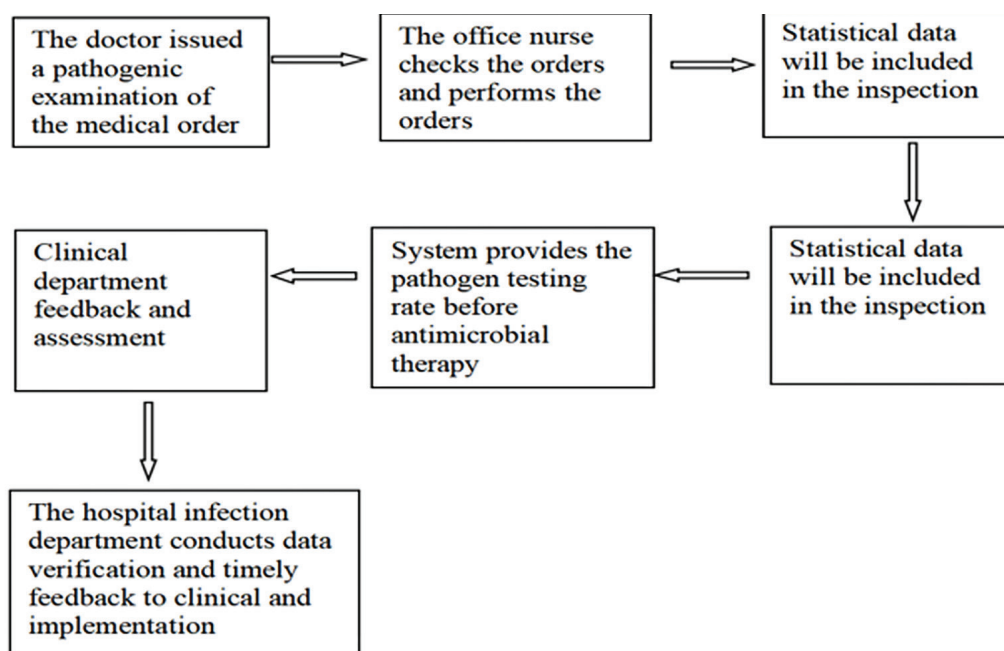 The doctor issued
a pathogenic
examination of
the medical order
The office nurse
checks the orders
and performs the
orders
Statistical data
will be included
in the inspection
Statistical data
will be included
in the inspection
System provides the
pathogen testing
rate before
antimicrobial
therapy
Clinical
department
feedback and
assessment
The hospital infection
department conducts data
verification and timely
feedback to clinical and
implementation